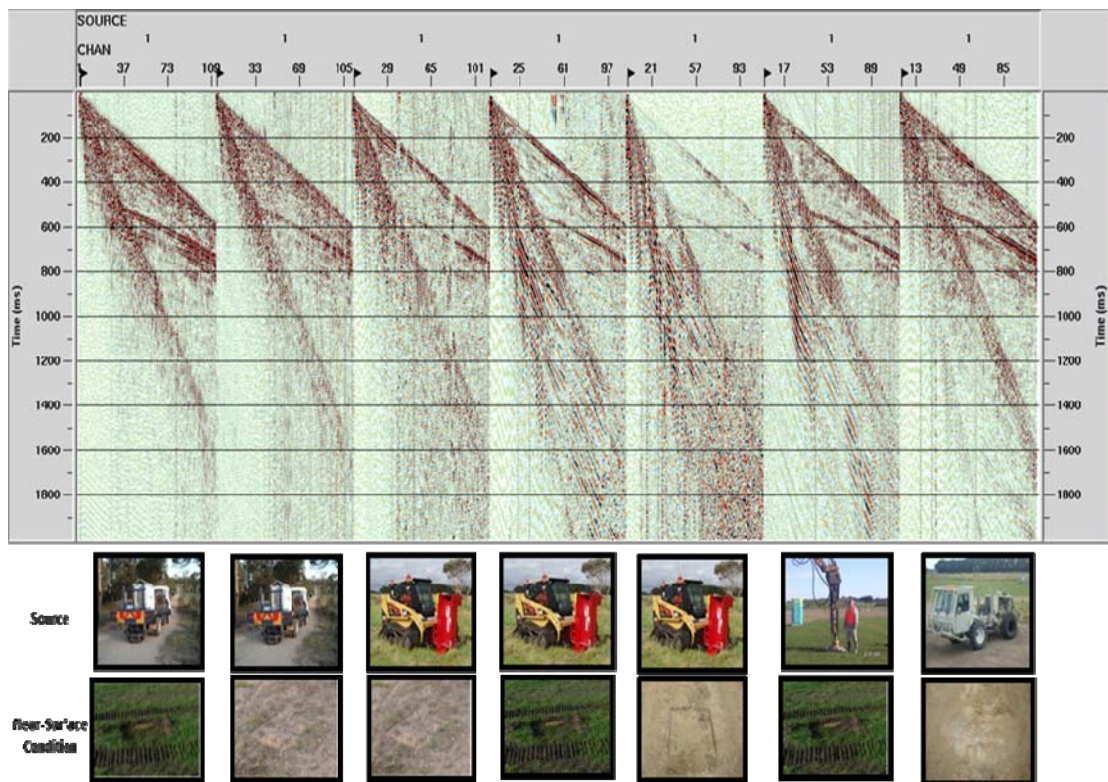 SOURCE
1 1 1 1 1 1 1
CHAN
1 37 73 109 33 69 105 29 65 101 25 61 97 21 57 93 17 53 89 13 49 85
200 200
400 400
600 600
800 800
Time (ms) Time (ms)
1000 1000
1200 1200
1400 1400
1600 1600
1800 1800
Source
Near-Surface
Condition